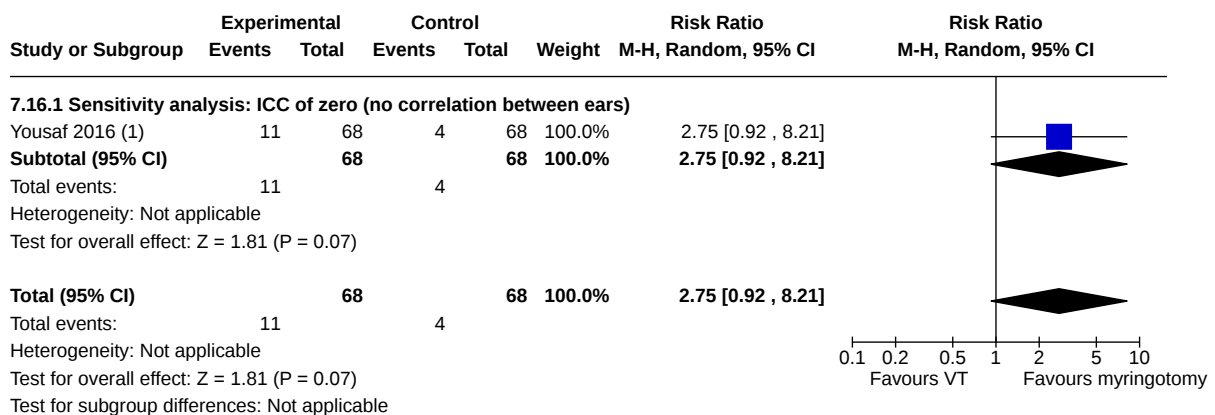 Experimental Control Risk Ratio Risk Ratio
Study or Subgroup Events Total Events Total Weight M-H, Random, 95% CI M-H, Random, 95% CI
7.16.1 Sensitivity analysis: ICC of zero (no correlation between ears)
Yousaf 2016 (1) 11 68 4 68 100.0% 2.75 [0.92 , 8.21]
Subtotal (95% CI) 68 68 100.0% 2.75 [0.92 , 8.21]
Total events: 11 4
Heterogeneity: Not applicable
Test for overall effect: Z = 1.81 (P = 0.07)
Total (95% CI) 68 68 100.0% 2.75 [0.92 , 8.21]
Total events: 11 4
Heterogeneity: Not applicable
0.1 0.2 0.5 1 2 5 10
Test for overall effect: Z = 1.81 (P = 0.07) Favours VT Favours myringotomy
Test for subgroup differences: Not applicable